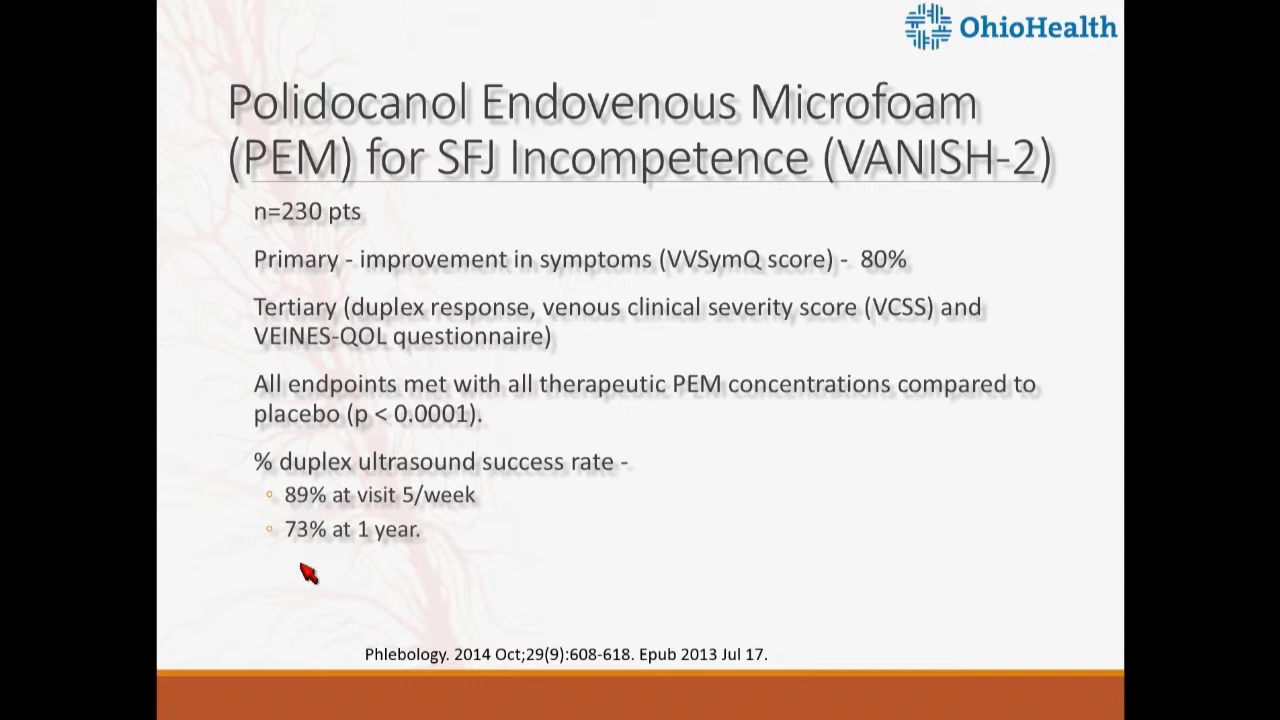 OhioHealth
Polidocanol Endovenous Microfoam
(PEM) for SFJ Incompetence (VANISH-2)
n=230 pts
Primary - improvement in symptoms (VVSymQ score) - 80%
Tertiary (duplex response, venous clinical severity score (VCSS) and
VEINES-QOL questionnaire)
All endpoints met with all therapeutic PEM concentrations compared to
placebo (p < 0.0001).
% duplex ultrasound success rate -
◦ 89% at visit 5/week
◦ 73% at 1 year.
Phlebology. 2014 Oct;29(9):608-618. Epub 2013 Jul 17.